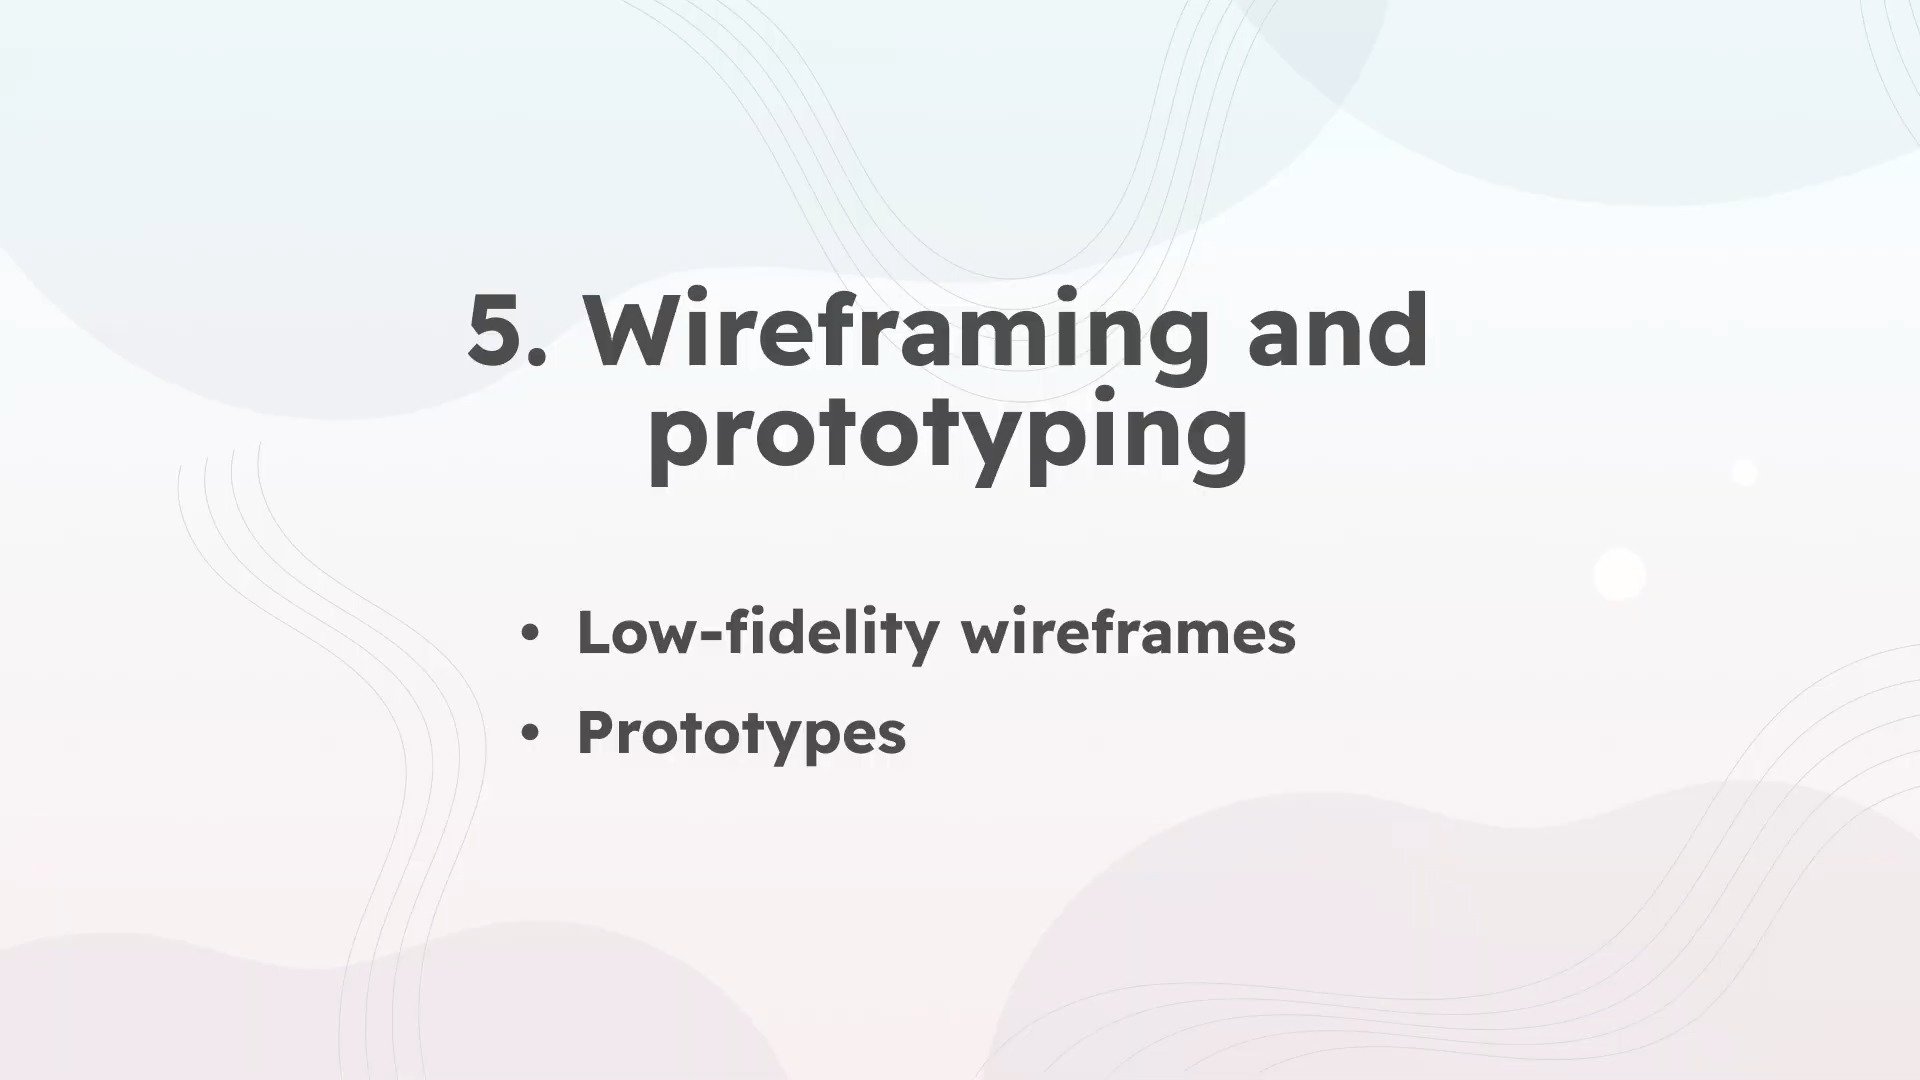 5. Wireframing and
prototyping
• Low-fidelity wireframes
• Prototypes